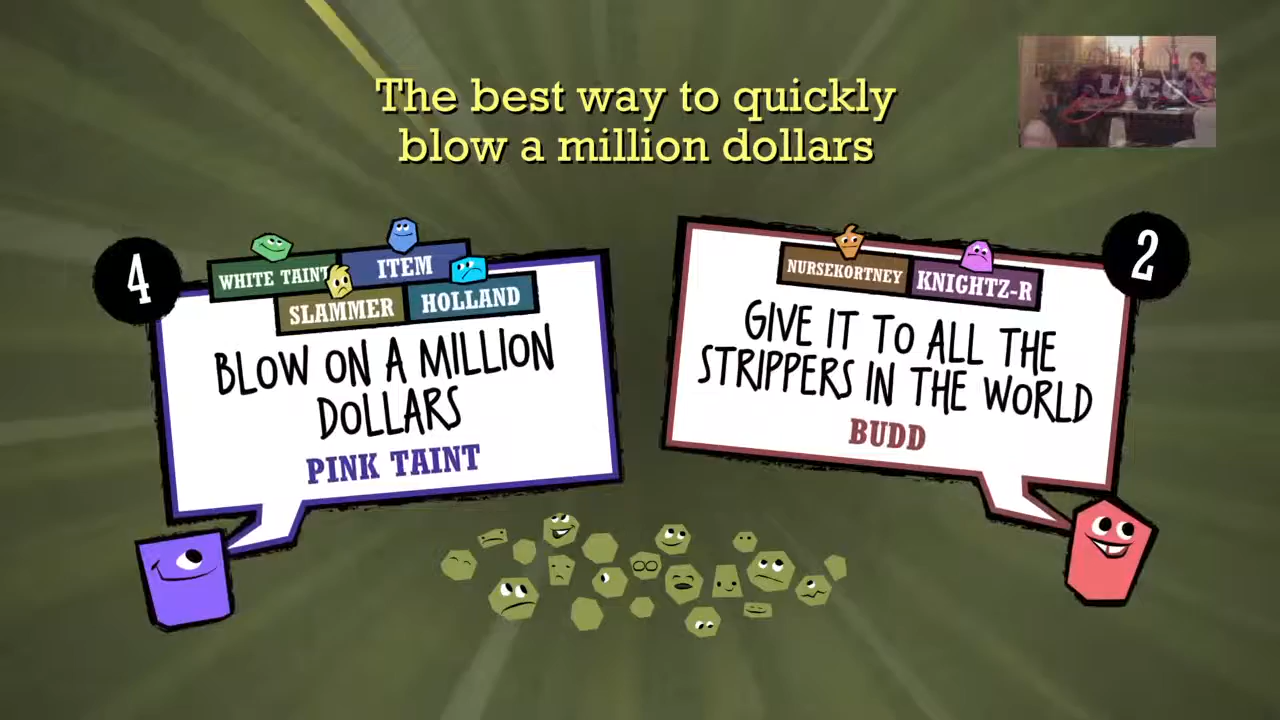 The best way to quickly
blow a million dollars
4
WHITE TAINT
ITEM
SLAMMER
HOLLAND
BLOW ON A MILLION
DOLLARS
PINK TAINT
2
NURSEKORTNEY
KNIGHTZ-R
GIVE IT TO ALL THE
STRIPPERS IN THE WORLD
BUDD